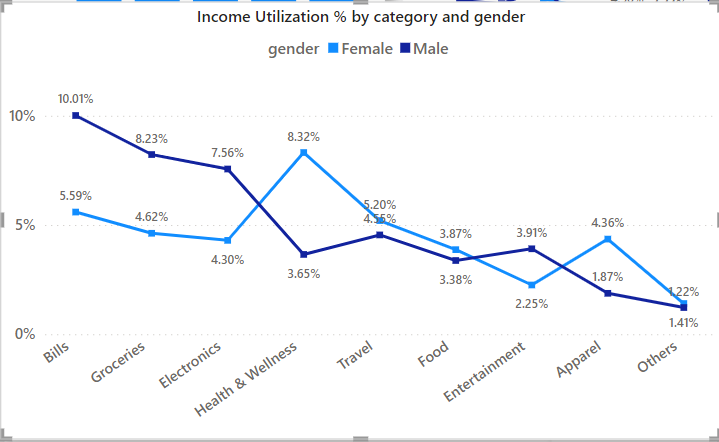 Income Utilization % by category and gender
gender Female Male
10%
5%
0%
10.01%
8.23%
7.56%
8.32%
5.59%
4.62%
4.30%
3.65%
5.20%
4.55%
3.87%
3.38%
3.91%
2.25%
4.36%
1.87%
1.22%
1.41%
Bills
Groceries
Electronics
Health & Wellness
Travel
Food
Entertainment
Apparel
Others